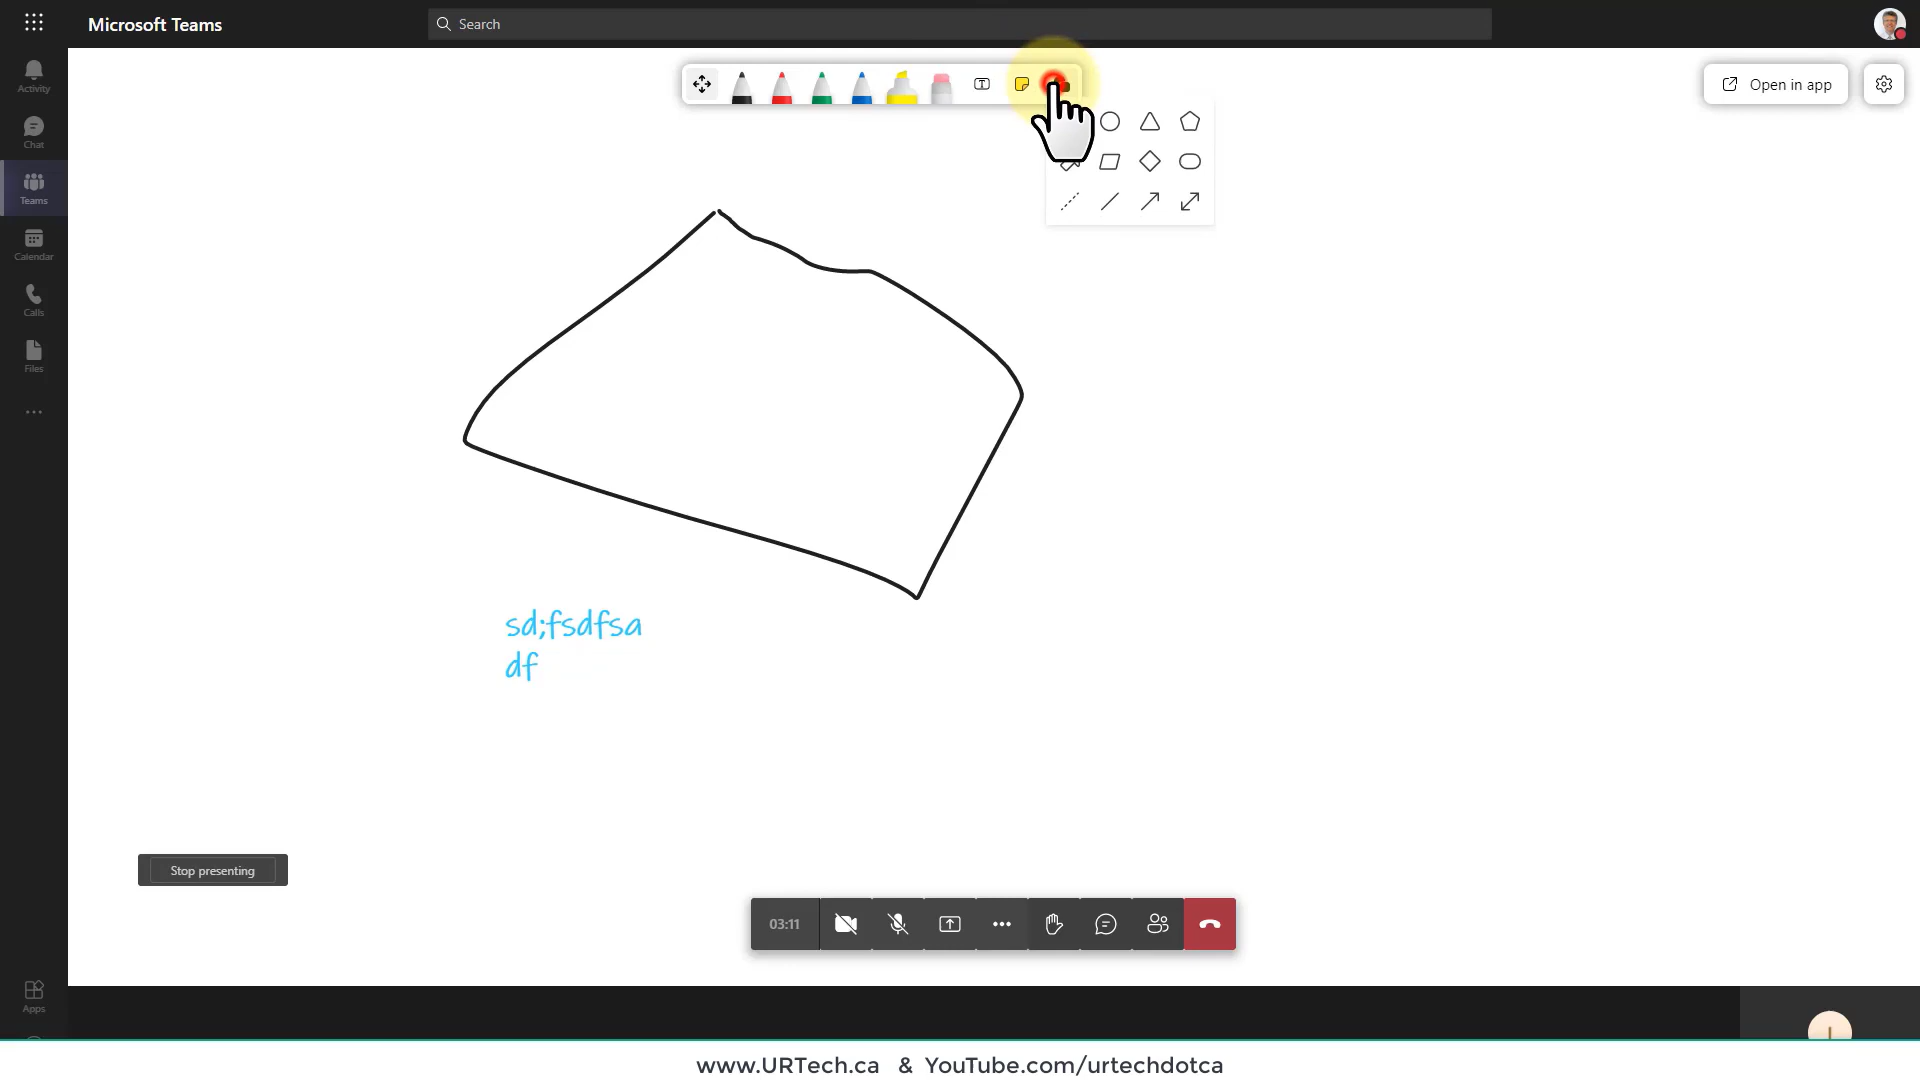 Microsoft Teams
Search
Activity
Chat
Teams
Calendar
Calls
Files
Apps
Open in app
sd;fsdfsa
df
Stop presenting
03:11
www.URTech.ca & YouTube.com/urtechdotca